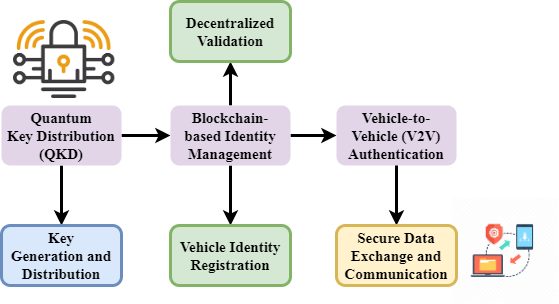 Decentralized
Validation
Quantum
Key Distribution
(QKD)
Blockchain-
based Identity
Management
Vehicle-to-
Vehicle (V2V)
Authentication
Key
Generation and
Distribution
Vehicle Identity
Registration
Secure Data
Exchange and
Communication